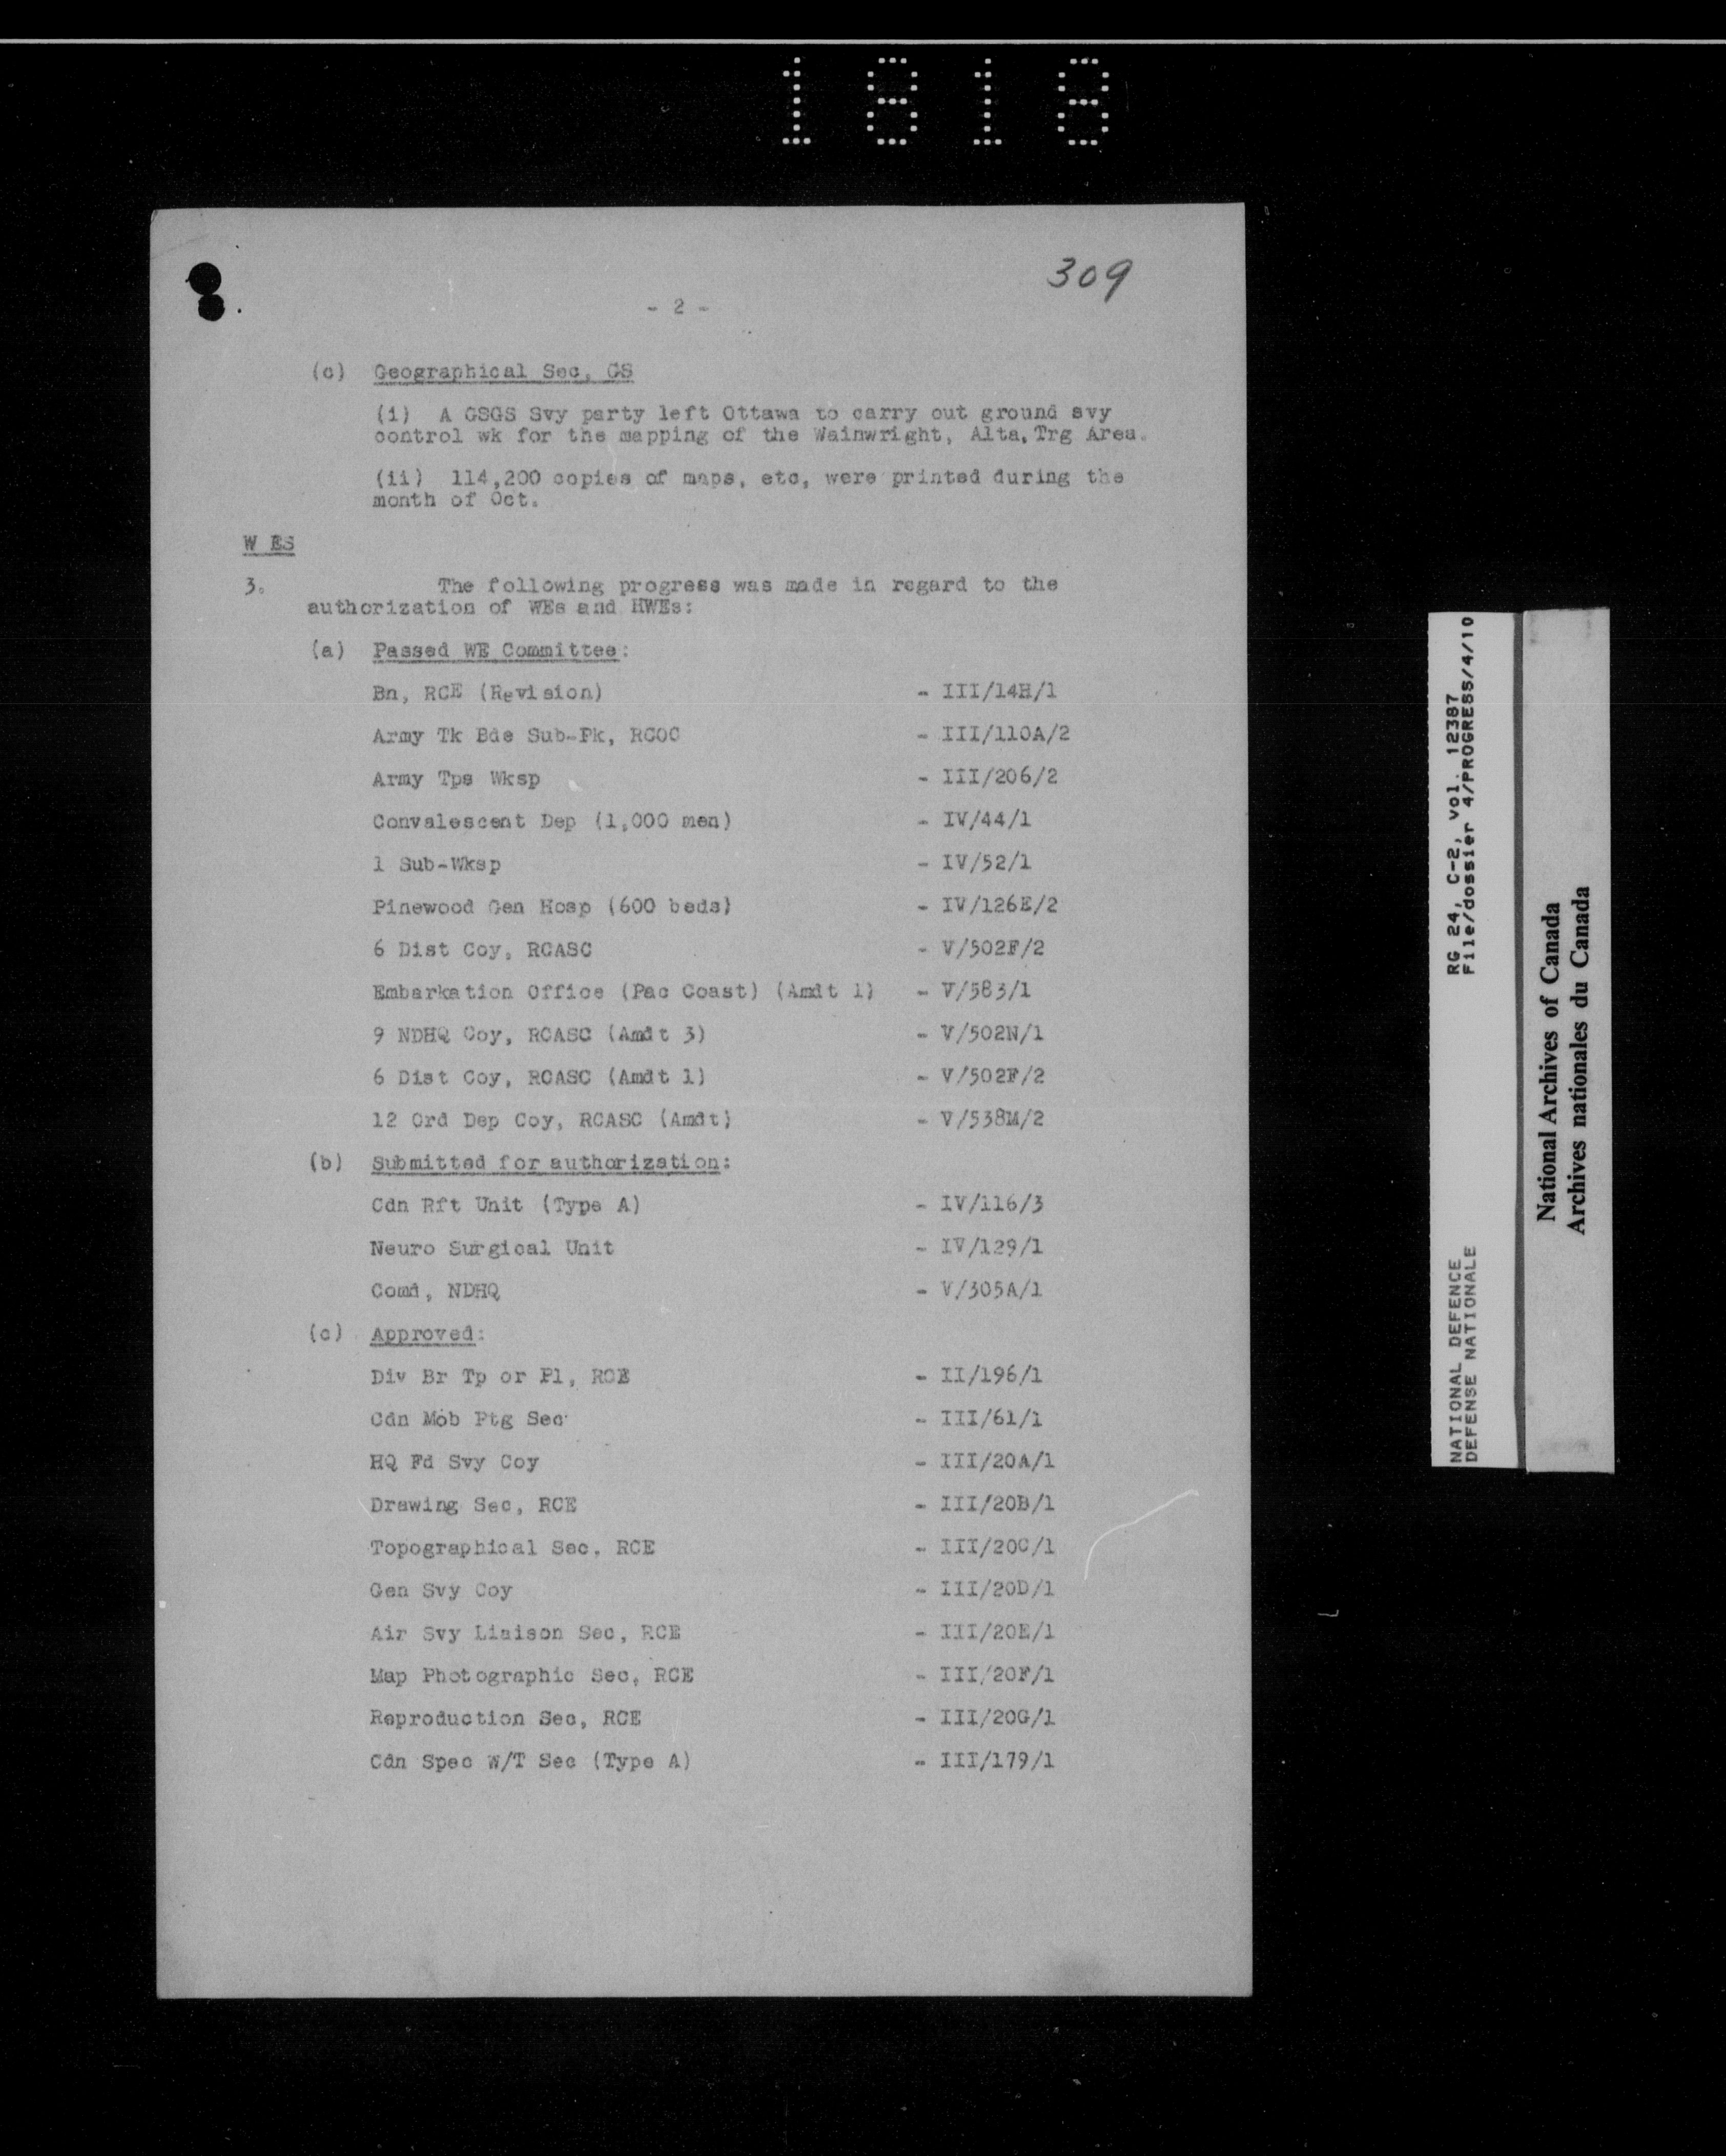 1818
309
- 2 -
(c) Geographical Sec, GS
(i) A GSGS Svy party left Ottawa to carry out ground svy
control wk for the mapping of the Wainwright, Alta, Trg Area.
(ii) 114,200 copies of maps, etc, were printed during the
month of Oct.
W ES
3. The following progress was made in regard to the
authorization of WEs and HWEs:
(a) Passed WE Committee:
Bn, RCE (Revision) - III/14H/1
Army Tk Bde Sub-Pk, RCOC - III/110A/2
Army Tps Wksp - III/206/2
Convalescent Dep (1,000 men) - IV/44/1
1 Sub-Wksp - IV/52/1
Pinewood Gen Hosp (600 beds) - IV/126E/2
6 Dist Coy, RCASC - V/502F/2
Embarkation Office (Pac Coast) (Amdt 1) - V/583/1
9 NDHQ Coy, RCASC (Amdt 3) - V/502N/1
6 Dist Coy, RCASC (Amdt 1) - V/502F/2
12 Ord Dep Coy, RCASC (Amdt) - V/538M/2
(b) Submitted for authorization:
Cdn Rft Unit (Type A) - IV/116/3
Neuro Surgical Unit - IV/129/1
Comd, NDHQ - V/305A/1
(c) Approved:
Div Br Tp or Pl, RCE - II/196/1
Cdn Mob Ptg Sec - III/61/1
HQ Fd Svy Coy - III/20A/1
Drawing Sec, RCE - III/20B/1
Topographical Sec, RCE - III/20C/1
Gen Svy Coy - III/20D/1
Air Svy Liaison Sec, RCE - III/20E/1
Map Photographic Sec, RCE - III/20F/1
Reproduction Sec, RCE - III/20G/1
Cdn Spec W/T Sec (Type A) - III/179/1
NATIONAL DEFENCE RG 24, C-2, vol. 12387
DEFENSE NATIONALE File/dossier 4/PROGRESS/4/10
National Archives of Canada
Archives nationales du Canada